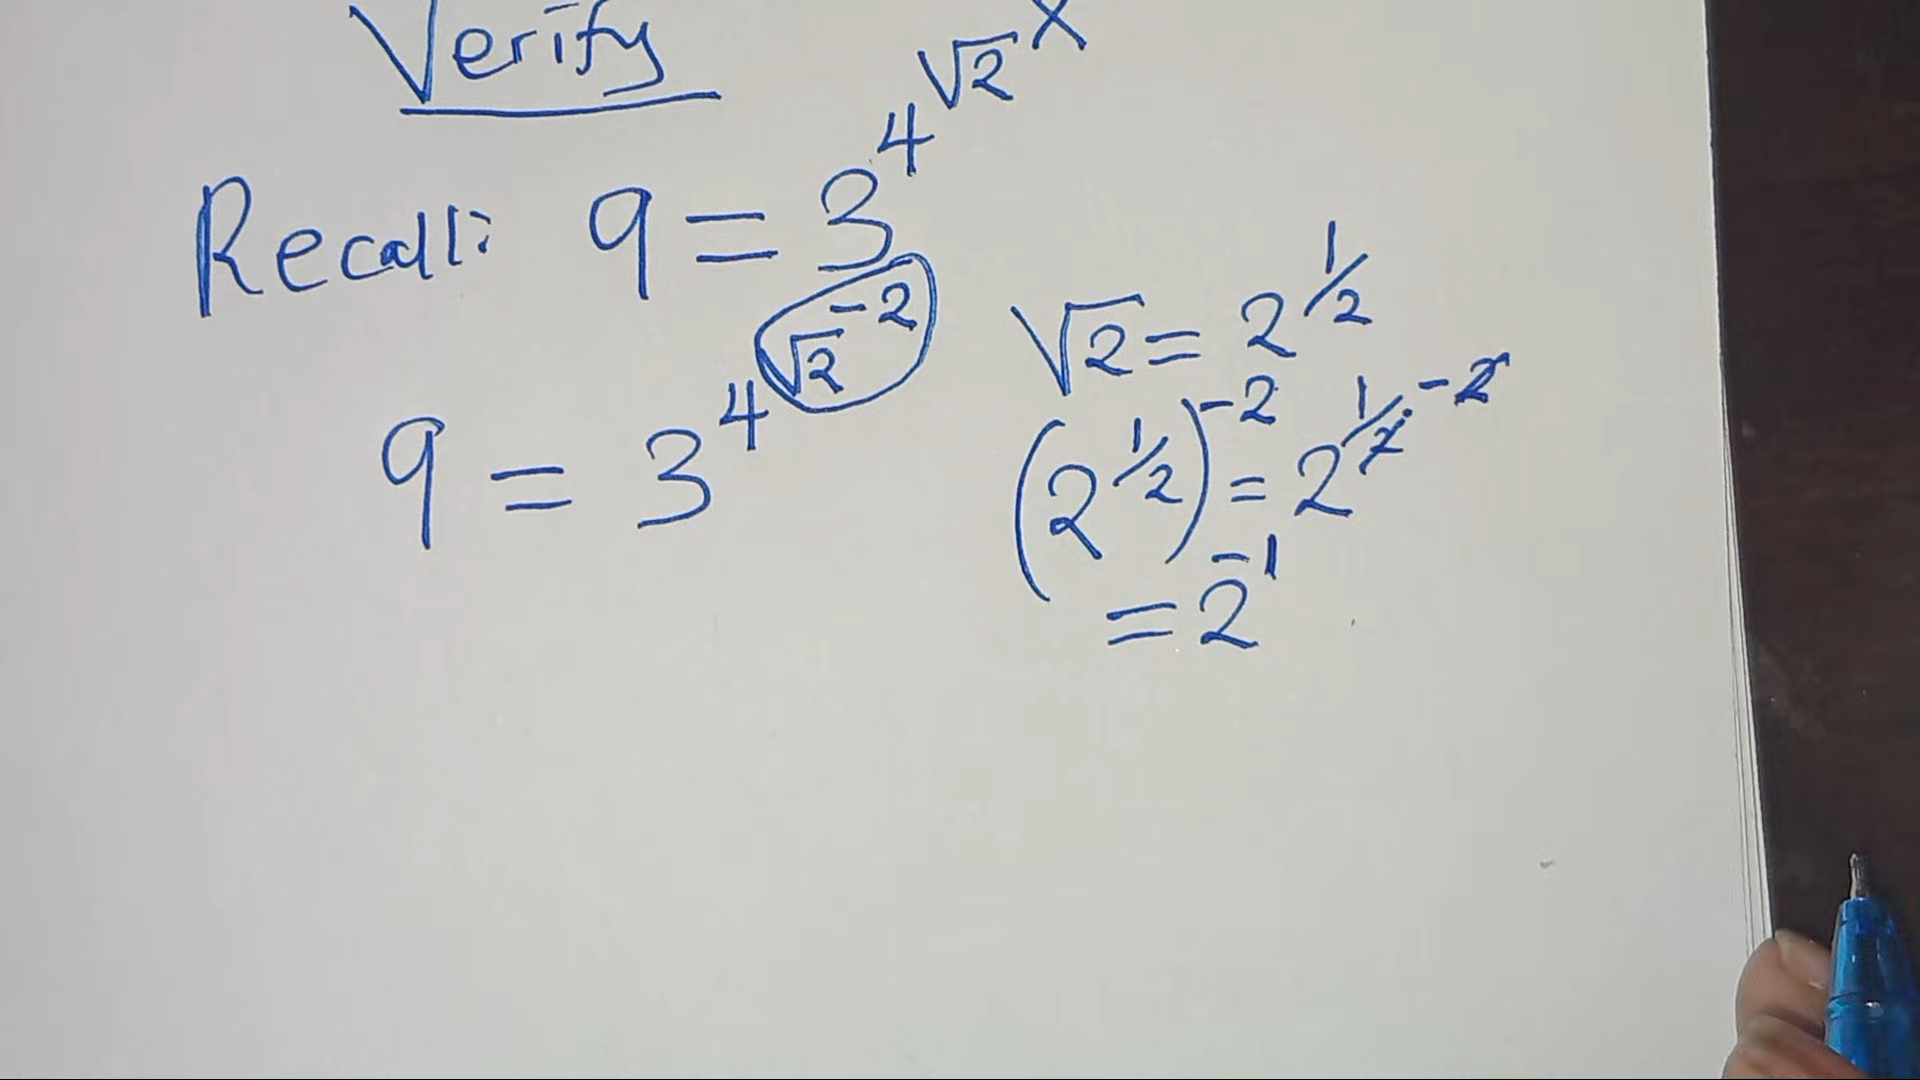 Verify
Recall: 9 = 3^4^√2^x
9 = 3^4^√2^-2
√2 = 2^1/2
(2^1/2)^-2 = 2^1/2·-2
= 2^-1